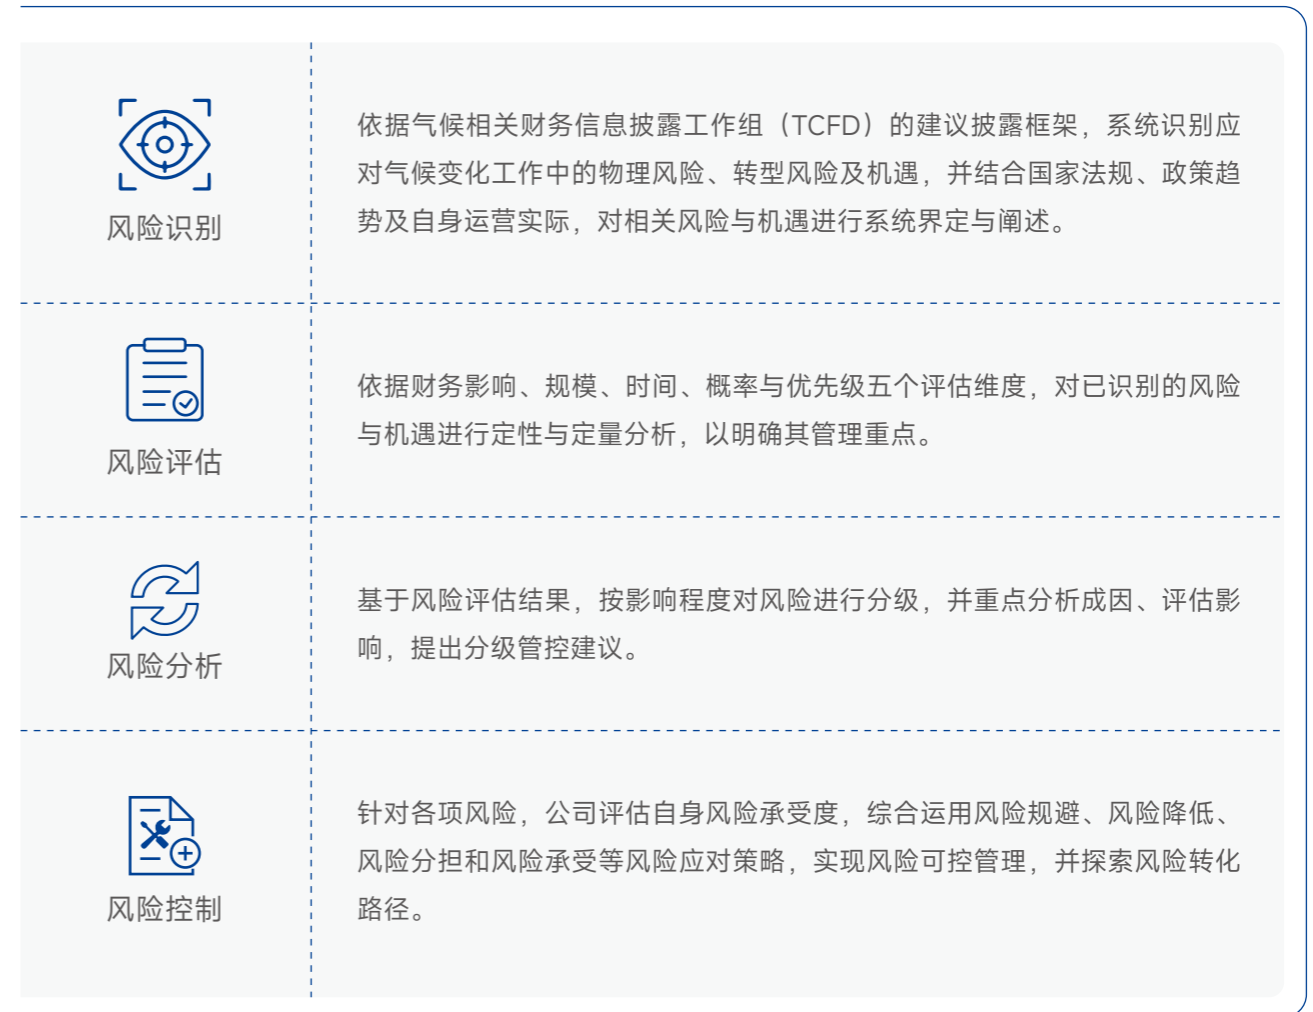 风险识别
依据气候相关财务信息披露工作组（TCFD）的建议披露框架，系统识别应
对气候变化工作中的物理风险、转型风险及机遇，并结合国家法规、政策趋
势及自身运营实际，对相关风险与机遇进行系统界定与阐述。
风险评估
依据财务影响、规模、时间、概率与优先级五个评估维度，对已识别的风险
与机遇进行定性与定量分析，以明确其管理重点。
风险分析
基于风险评估结果，按影响程度对风险进行分级，并重点分析成因、评估影
响，提出分级管控建议。
风险控制
针对各项风险，公司评估自身风险承受度，综合运用风险规避、风险降低、
风险分担和风险承受等风险应对策略，实现风险可控管理，并探索风险转化
路径。